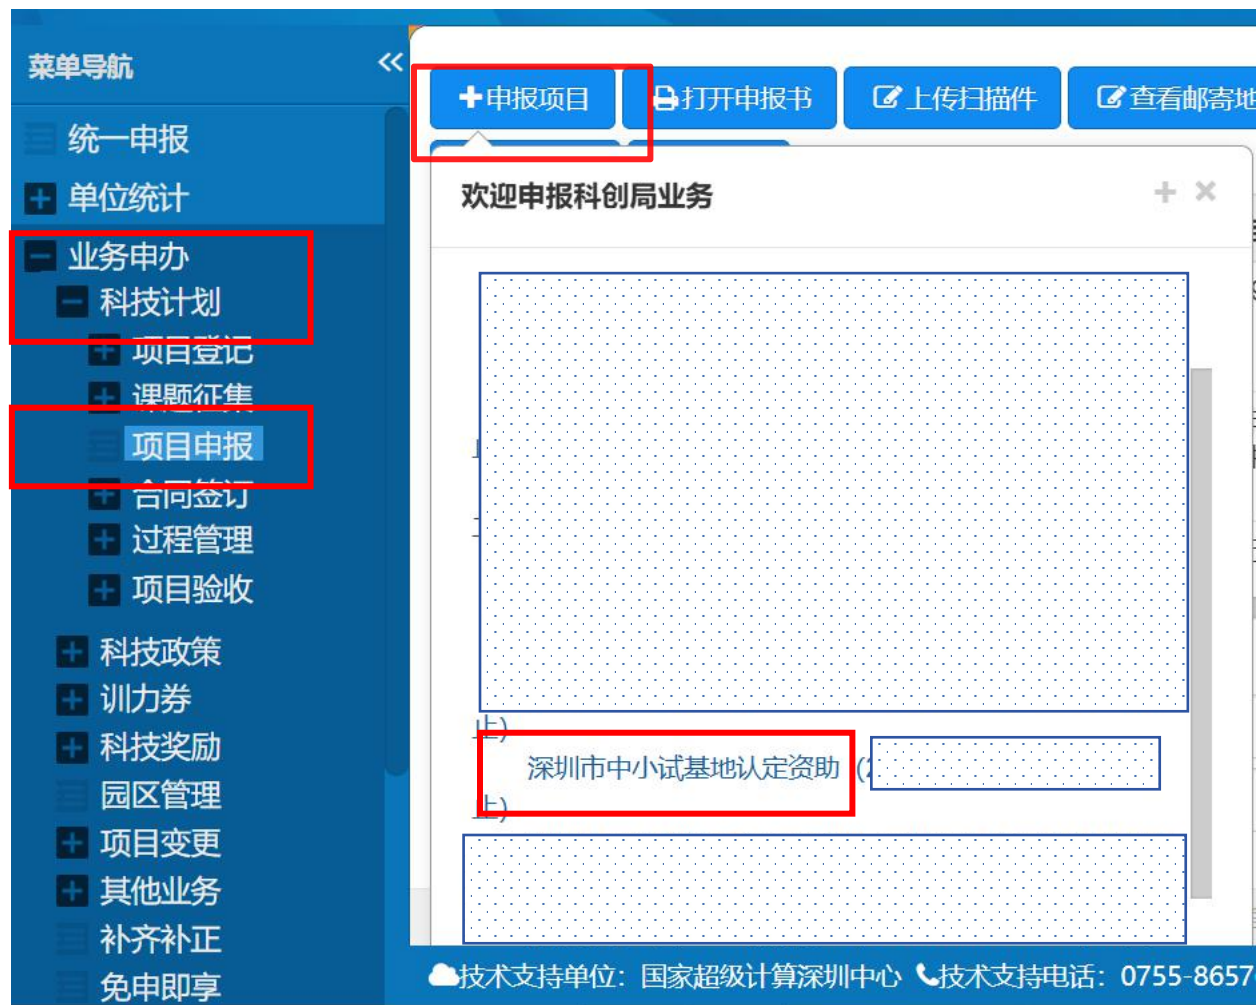 菜单导航
统一申报
单位统计
业务申办
科技计划
项目登记
课题征集
项目申报
合同签订
过程管理
项目验收
科技政策
训力券
科技奖励
园区管理
项目变更
其他业务
补齐补正
免申即享
申报项目 打开申报书 上传扫描件 查看邮寄地
欢迎申报科创局业务
止)
深圳市中小试基地认定资助 (2
止)
技术支持单位：国家超级计算深圳中心 技术支持电话：0755-8657